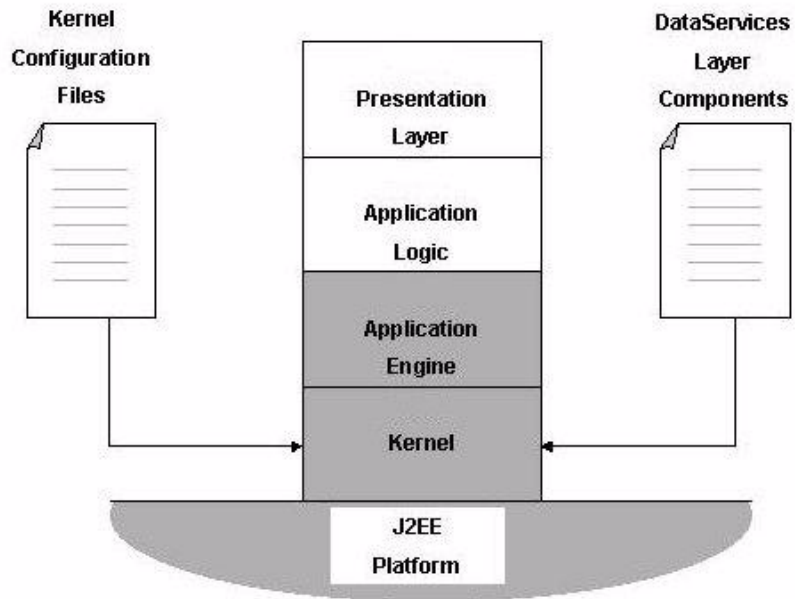 Kernel
Configuration
Files
DataServices
Layer
Components
Presentation
Layer
Application
Logic
Application
Engine
Kernel
J2EE
Platform